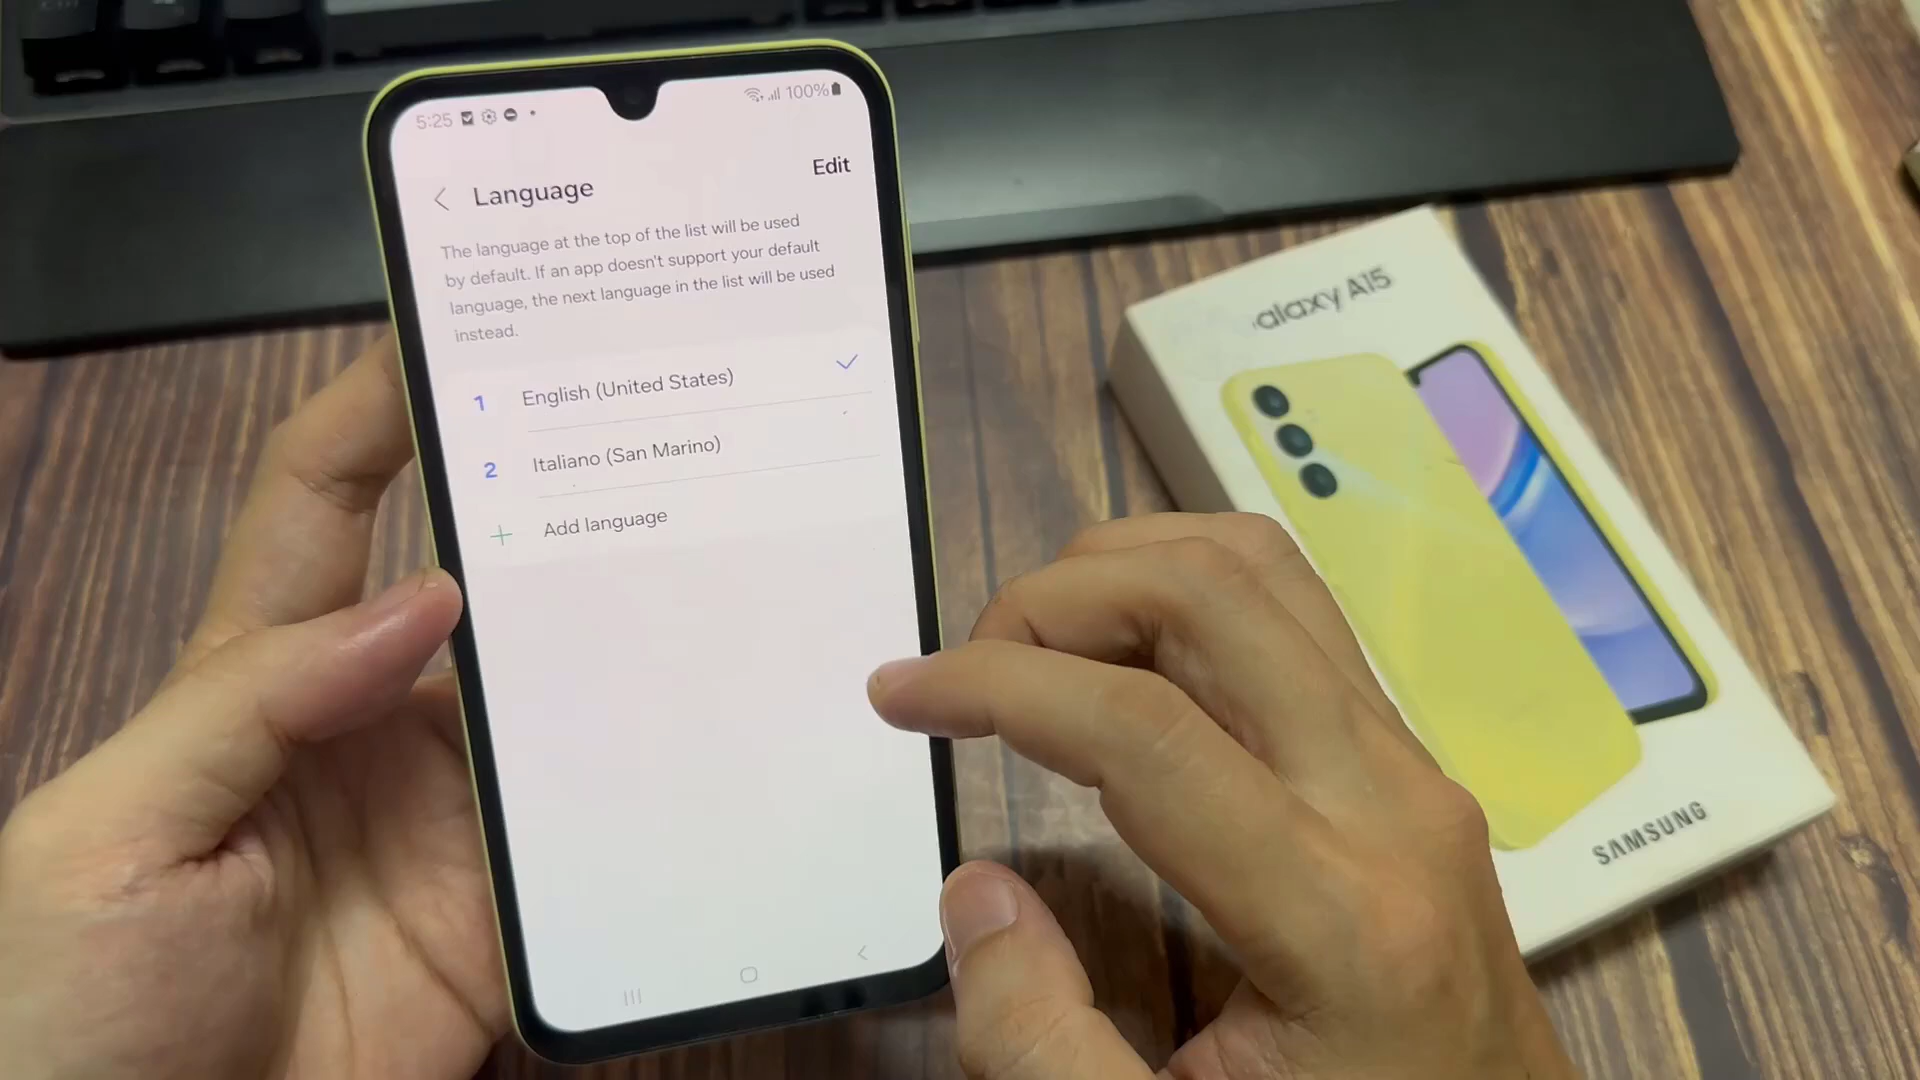 5:25
100%
Edit
Language
The language at the top of the list will be used
by default. If an app doesn't support your default
language, the next language in the list will be used
instead.
1 English (United States)
2 Italiano (San Marino)
Add language
alaxy A15
SAMSUNG